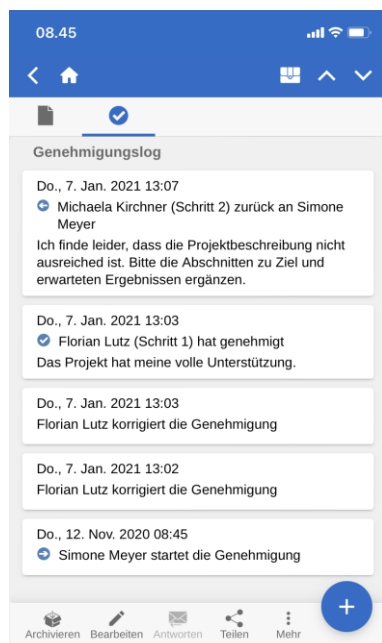 08.45
Genehmigungslog
Do., 7. Jan. 2021 13:07
Michaela Kirchner (Schritt 2) zurück an Simone
Meyer
Ich finde leider, dass die Projektbeschreibung nicht
ausreiched ist. Bitte die Abschnitten zu Ziel und
erwarteten Ergebnissen ergänzen.
Do., 7. Jan. 2021 13:03
Florian Lutz (Schritt 1) hat genehmigt
Das Projekt hat meine volle Unterstützung.
Do., 7. Jan. 2021 13:03
Florian Lutz korrigiert die Genehmigung
Do., 7. Jan. 2021 13:02
Florian Lutz korrigiert die Genehmigung
Do., 12. Nov. 2020 08:45
Simone Meyer startet die Genehmigung
Archivieren Bearbeiten Antworten Teilen Mehr